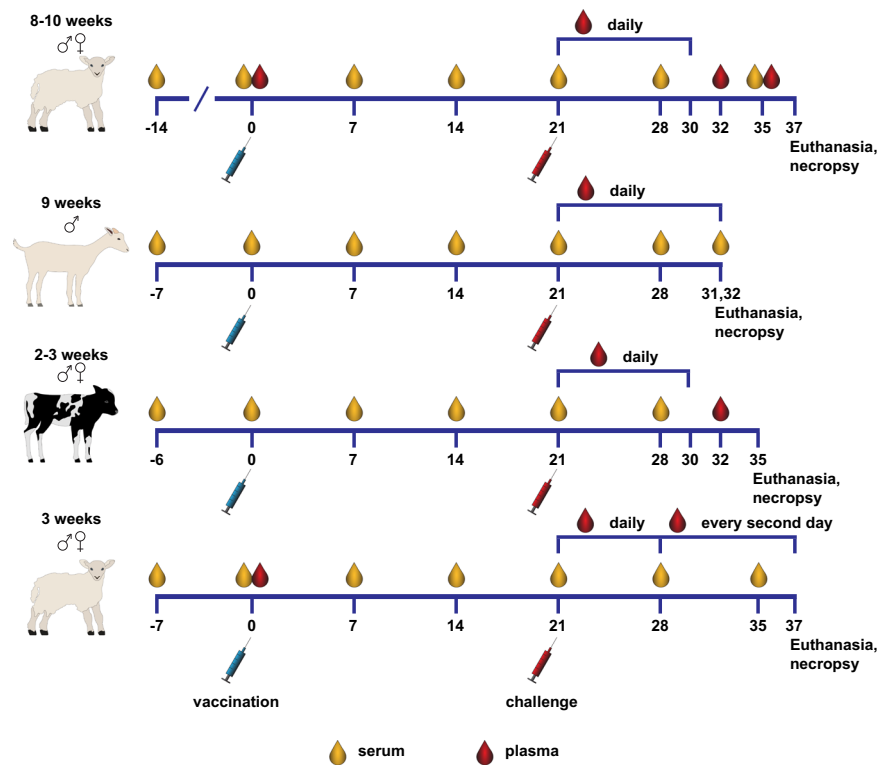 8-10 weeks
♂♀
daily
-14 0 7 14 21 28 30 32 35 37
Euthanasia,
necropsy
9 weeks
♂
daily
-7 0 7 14 21 28 31,32
Euthanasia,
necropsy
2-3 weeks
♂♀
daily
-6 0 7 14 21 28 30 32 35
Euthanasia,
necropsy
3 weeks
♂♀
daily every second day
-7 0 7 14 21 28 35 37
Euthanasia,
necropsy
vaccination challenge
serum plasma